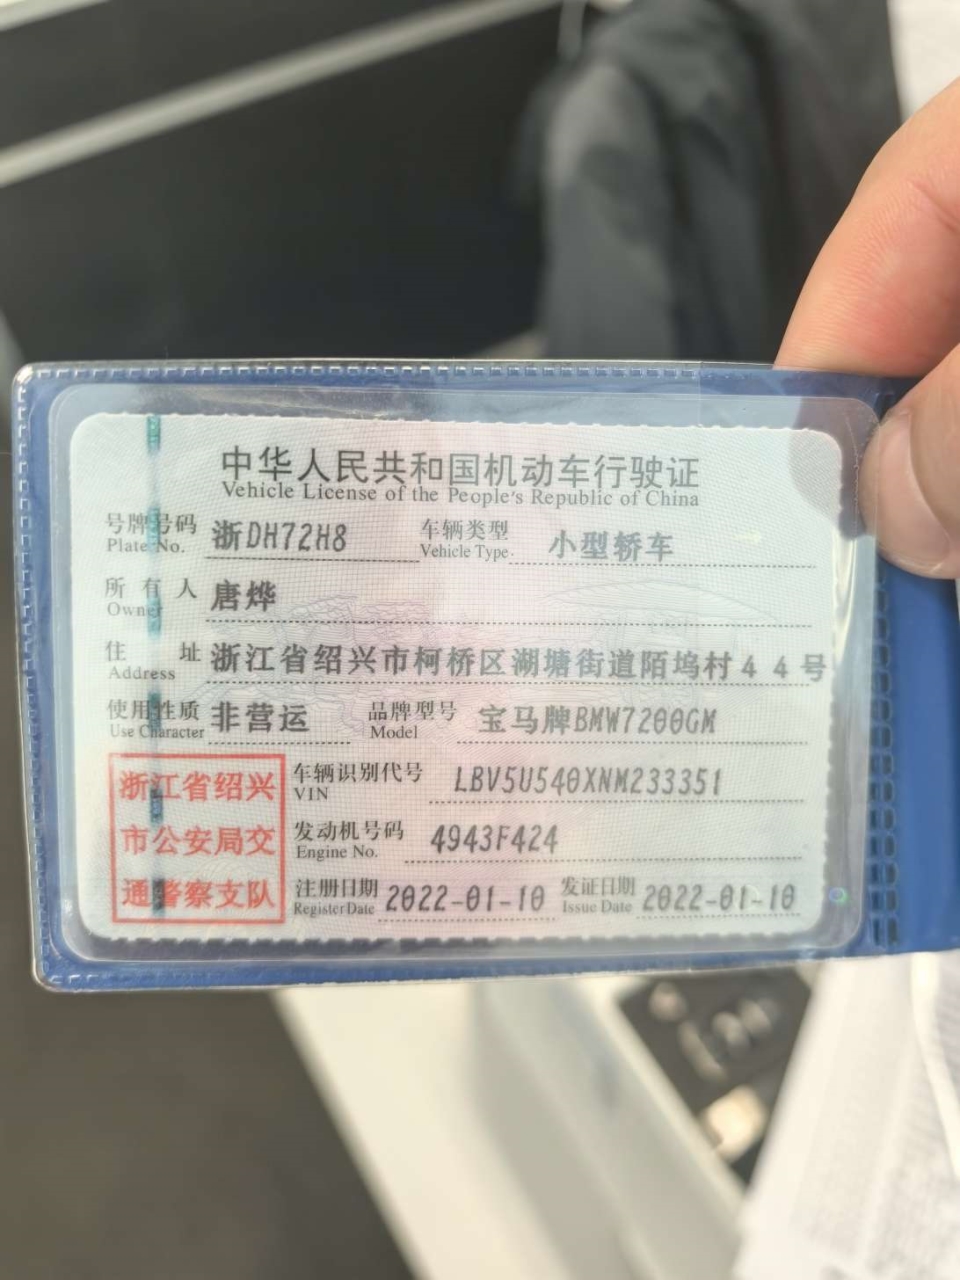 中华人民共和国机动车行驶证
Vehicle License of the People's Republic of China
号牌号码 Plate No. 浙DH72H8 车辆类型 Vehicle Type 小型轿车
所有人 Owner 唐烨
住址 Address 浙江省绍兴市柯桥区湖塘街道陌坞村44号
使用性质 Use Character 非营运 品牌型号 Model 宝马牌BMW7200GM
车辆识别代号 VIN LBV5U540XNM233351
发动机号码 Engine No. 4943F424
注册日期 Register Date 2022-01-10 发证日期 Issue Date 2022-01-10
浙江省绍兴
市公安局交
通警察支队